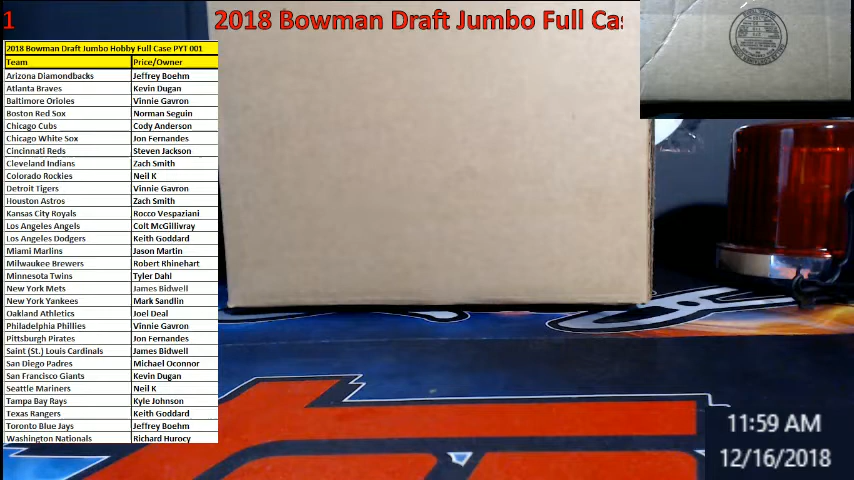 1
2018 Bowman Draft Jumbo Full Cas
2018 Bowman Draft Jumbo Hobby Full Case PYT 001
Team Price/Owner
Arizona Diamondbacks Jeffrey Boehm
Atlanta Braves Kevin Dugan
Baltimore Orioles Vinnie Gavron
Boston Red Sox Norman Seguin
Chicago Cubs Cody Anderson
Chicago White Sox Jon Fernandes
Cincinnati Reds Steven Jackson
Cleveland Indians Zach Smith
Colorado Rockies Neil K
Detroit Tigers Vinnie Gavron
Houston Astros Zach Smith
Kansas City Royals Rocco Vespaziani
Los Angeles Angels Colt McGillivray
Los Angeles Dodgers Keith Goddard
Miami Marlins Jason Martin
Milwaukee Brewers Robert Rhinehart
Minnesota Twins Tyler Dahl
New York Mets James Bidwell
New York Yankees Mark Sandlin
Oakland Athletics Joel Deal
Philadelphia Phillies Vinnie Gavron
Pittsburgh Pirates Jon Fernandes
Saint (St.) Louis Cardinals James Bidwell
San Diego Padres Michael Oconnor
San Francisco Giants Kevin Dugan
Seattle Mariners Neil K
Tampa Bay Rays Kyle Johnson
Texas Rangers Keith Goddard
Toronto Blue Jays Jeffrey Boehm
Washington Nationals Richard Hurocy
11:59 AM
12/16/2018